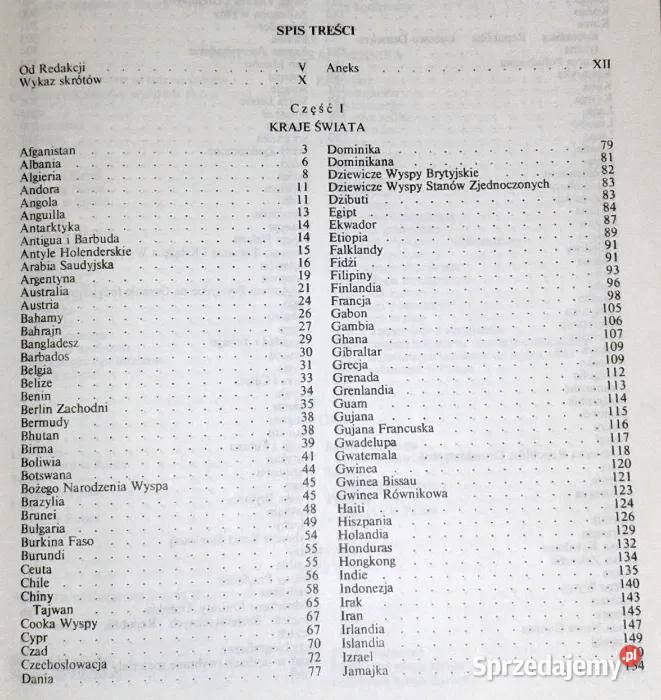 SPIS TREŚCI
Od Redakcji V
Wykaz skrótów X
Aneks XII
Część I
KRAJE ŚWIATA
Afganistan 3
Albania 6
Algieria 8
Andora 11
Angola 11
Anguilla 13
Antarktyka 14
Antigua i Barbuda 14
Antyle Holenderskie 15
Arabia Saudyjska 16
Argentyna 19
Australia 21
Austria 24
Bahamy 26
Bahrajn 27
Bangladesz 29
Barbados 30
Belgia 31
Belize 33
Benin 34
Berlin Zachodni 35
Bermudy 38
Bhutan 38
Birma 39
Boliwia 41
Botswana 44
Bożego Narodzenia Wyspa 45
Brazylia 45
Brunei 48
Bułgaria 49
Burkina Faso 54
Burundi 55
Ceuta 55
Chile 56
Chiny 58
Tajwan 65
Cooka Wyspy 67
Cypr 67
Czad 70
Czechosłowacja 72
Dania 77
Dominika 79
Dominikana 81
Dziewicze Wyspy Brytyjskie 82
Dziewicze Wyspy Stanów Zjednoczonych 83
Dżibuti 83
Egipt 84
Ekwador 87
Etiopia 89
Falklandy 91
Fidżi 91
Filipiny 93
Finlandia 96
Francja 98
Gabon 105
Gambia 106
Ghana 107
Gibraltar 109
Grecja 109
Grenada 112
Grenlandia 113
Guam 114
Gujana 115
Gujana Francuska 116
Gwadelupa 117
Gwatemala 118
Gwinea 120
Gwinea Bissau 121
Gwinea Równikowa 123
Haiti 124
Hiszpania 126
Holandia 129
Honduras 132
Hongkong 134
Indie 135
Indonezja 140
Irak 143
Iran 145
Irlandia 147
Islandia 149
Izrael
Jamajka 154
Sprzedajemy.pl